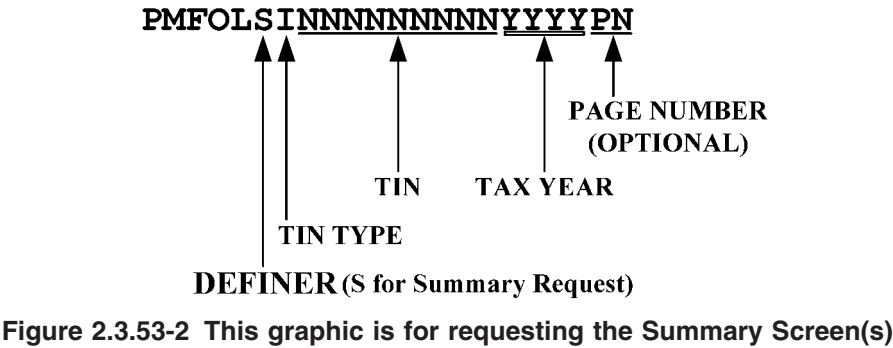 PMFOLSINNNNNNNNNYYYYPN
PAGE NUMBER
(OPTIONAL)
TIN
TAX YEAR
TIN TYPE
DEFINER (S for Summary Request)
Figure 2.3.53-2 This graphic is for requesting the Summary Screen(s)